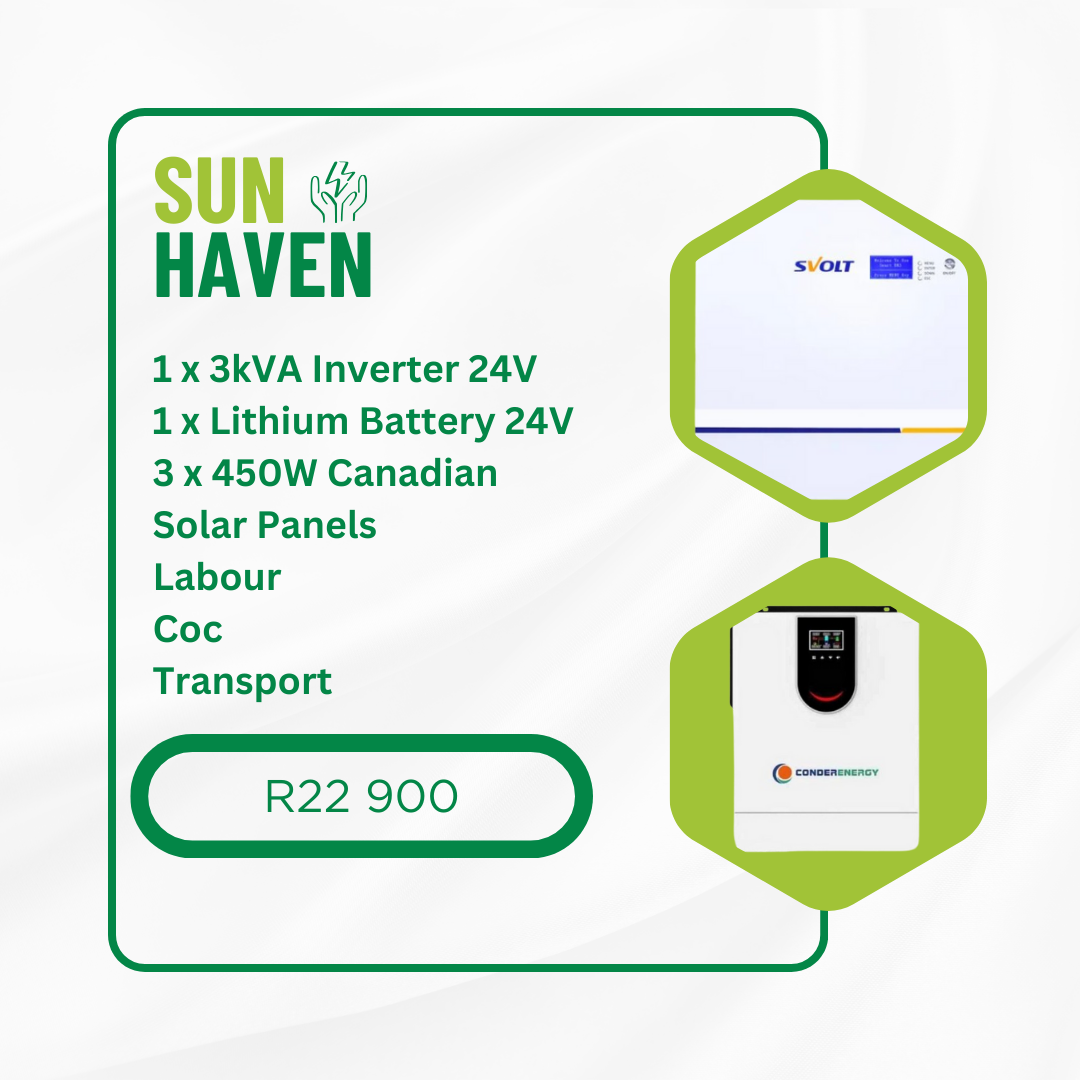 SUN
HAVEN
1 x 3kVA Inverter 24V
1 x Lithium Battery 24V
3 x 450W Canadian
Solar Panels
Labour
Coc
Transport
R22 900
SVOLT
CONDERENERGY